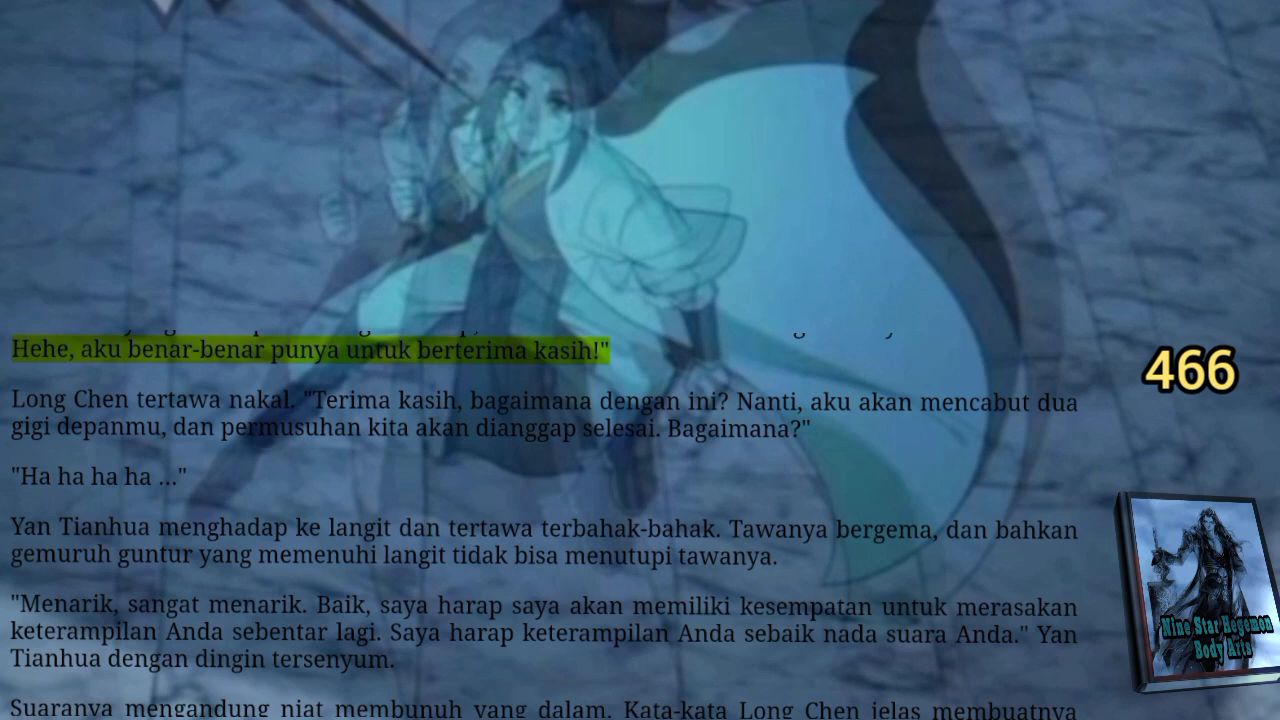 Hehe, aku benar-benar punya untuk berterima kasih!"
Long Chen tertawa nakal. "Terima kasih, bagaimana dengan ini? Nanti, aku akan mencabut dua
gigi depanmu, dan permusuhan kita akan dianggap selesai. Bagaimana?"
"Ha ha ha ha ..."
Yan Tianhua menghadap ke langit dan tertawa terbahak-bahak. Tawanya bergema, dan bahkan
gemuruh guntur yang memenuhi langit tidak bisa menutupi tawanya.
"Menarik, sangat menarik. Baik, saya harap saya akan memiliki kesempatan untuk merasakan
keterampilan Anda sebentar lagi. Saya harap keterampilan Anda sebaik nada suara Anda." Yan
Tianhua dengan dingin tersenyum.
Suaranya mengandung niat membunuh yang dalam. Kata-kata Long Chen jelas membuatnya
466
Nine Star Hegemon
Body Arts